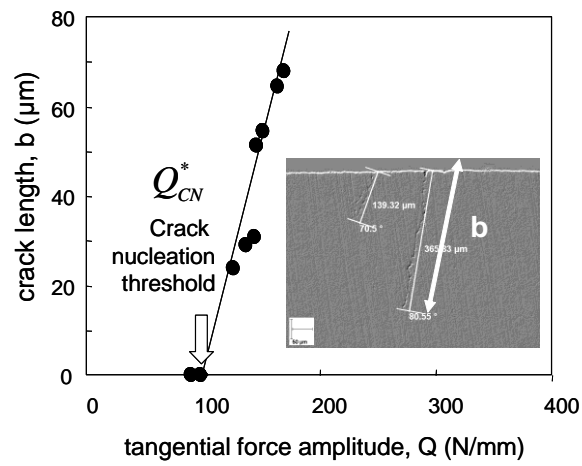 80
60
40
20
0
crack length, b (µm)
Q*CN
Crack
nucleation
threshold
139.32 µm
70.5 °
365.83 µm
80.55 °
b
50 µm
0
100
200
300
400
tangential force amplitude, Q (N/mm)